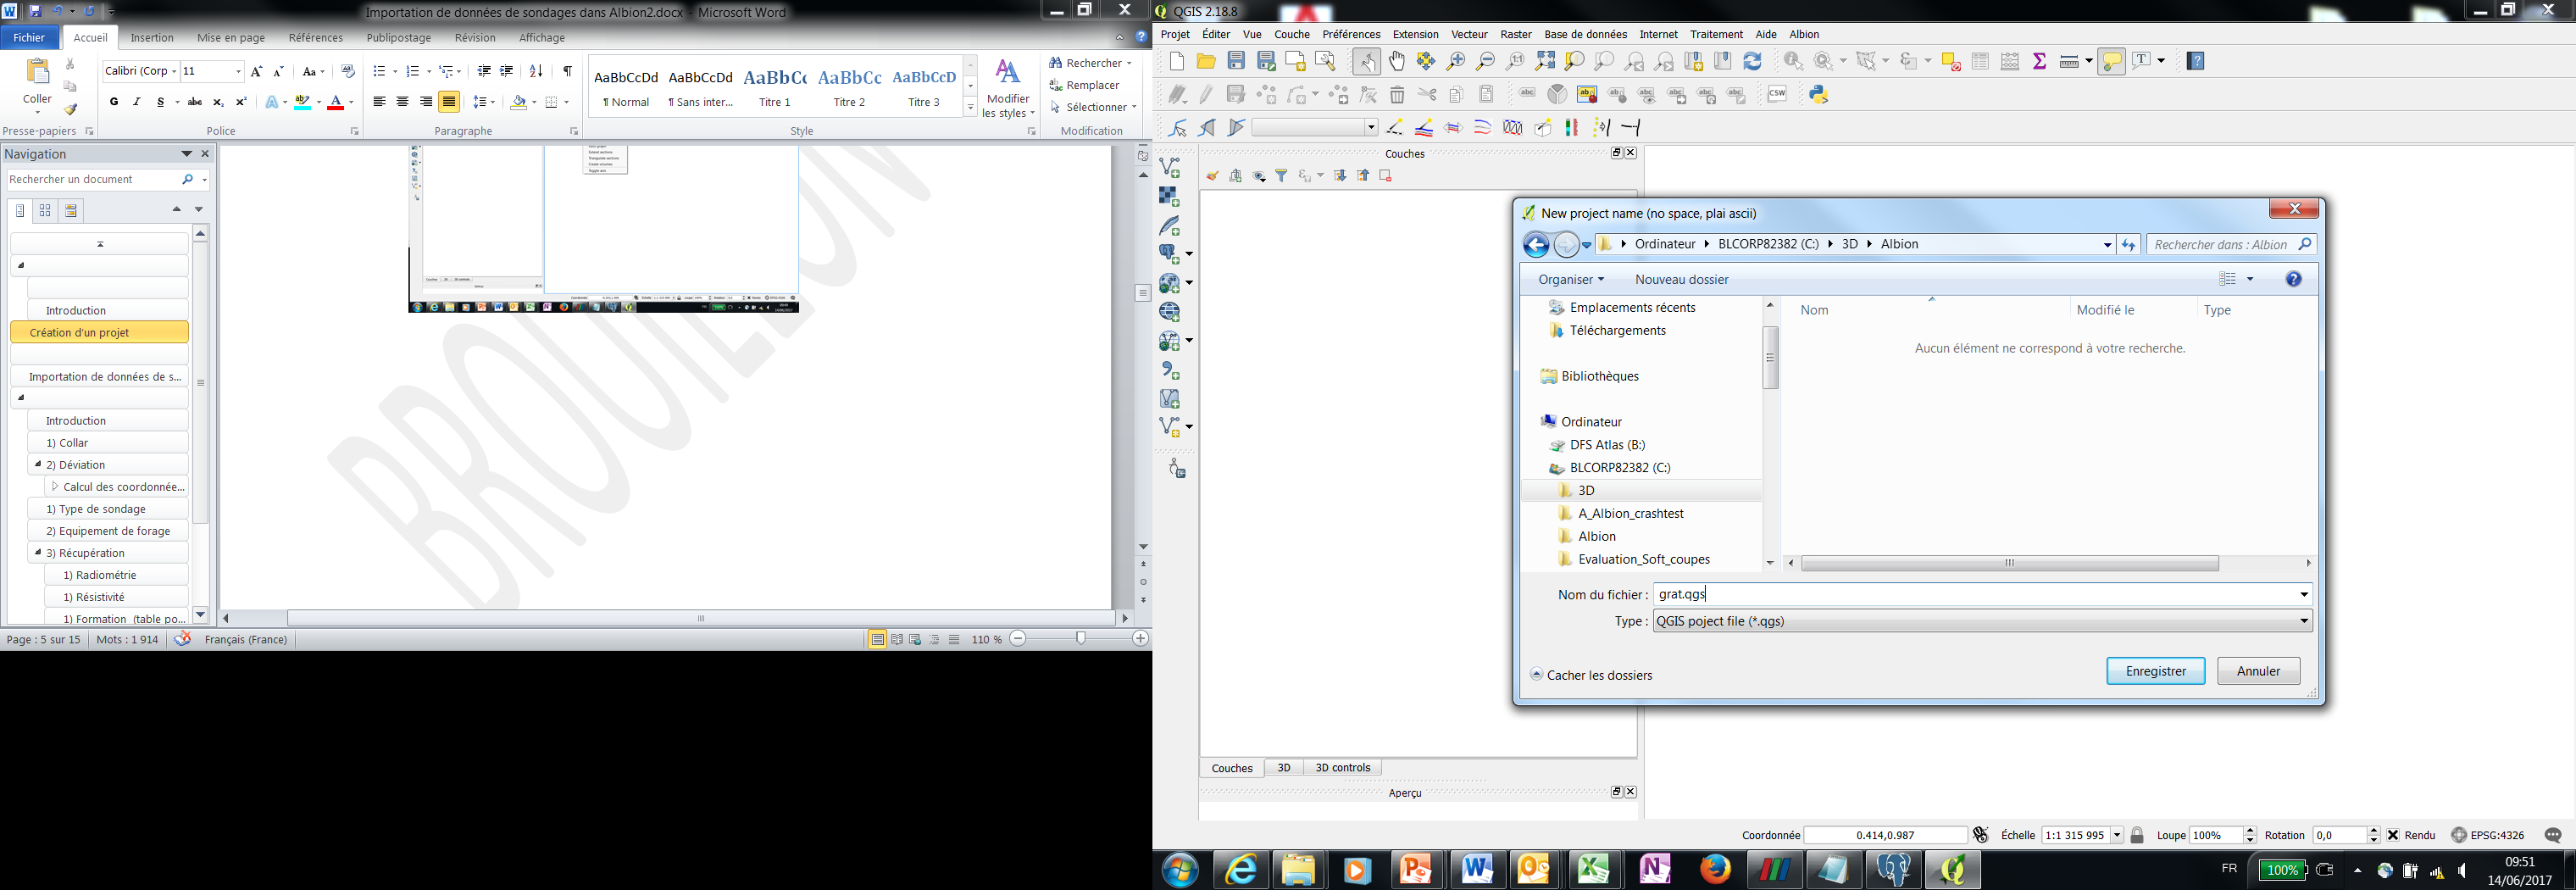 Importation de données de sondages dans Albion2.docx - Microsoft Word
Fichier Accueil Insertion Mise en page Références Publipostage Révision Affichage
Coller
Calibri (Corp 11
AaBbCcDd AaBbCcDd AaBbCc AaBbCc AaBbCcD
¶ Normal ¶ Sans inter... Titre 1 Titre 2 Titre 3
Modifier les styles
Rechercher
Remplacer
Sélectionner
Presse-papiers Police Paragraphe Style Modification
Navigation
Rechercher un document
Introduction
Création d'un projet
Importation de données de s...
Introduction
1) Collar
2) Déviation
Calcul des coordonnée...
1) Type de sondage
2) Equipement de forage
3) Récupération
1) Radiométrie
1) Résistivité
1) Formation (table po...
Page : 5 sur 15 Mots : 1 914 Français (France) 110 %
QGIS 2.18.8
Projet Éditer Vue Couche Préférences Extension Vecteur Raster Base de données Internet Traitement Aide Albion
CSW
Couches
New project name (no space, plai ascii)
Ordinateur BLCORP82382 (C:) 3D Albion
Rechercher dans : Albion
Organiser Nouveau dossier
Emplacements récents
Téléchargements
Bibliothèques
Ordinateur
DFS Atlas (B:)
BLCORP82382 (C:)
3D
A_Albion_crashtest
Albion
Evaluation_Soft_coupes
Nom Modifié le Type
Aucun élément ne correspond à votre recherche.
Nom du fichier : grat.qgs
Type : QGIS poject file (*.qgs)
Cacher les dossiers
Enregistrer Annuler
Couches 3D 3D controls
Aperçu
Coordonnée 0.414,0.987 Échelle 1:1 315 995 Loupe 100% Rotation 0,0 Rendu EPSG:4326
FR 100% 09:51
14/06/2017